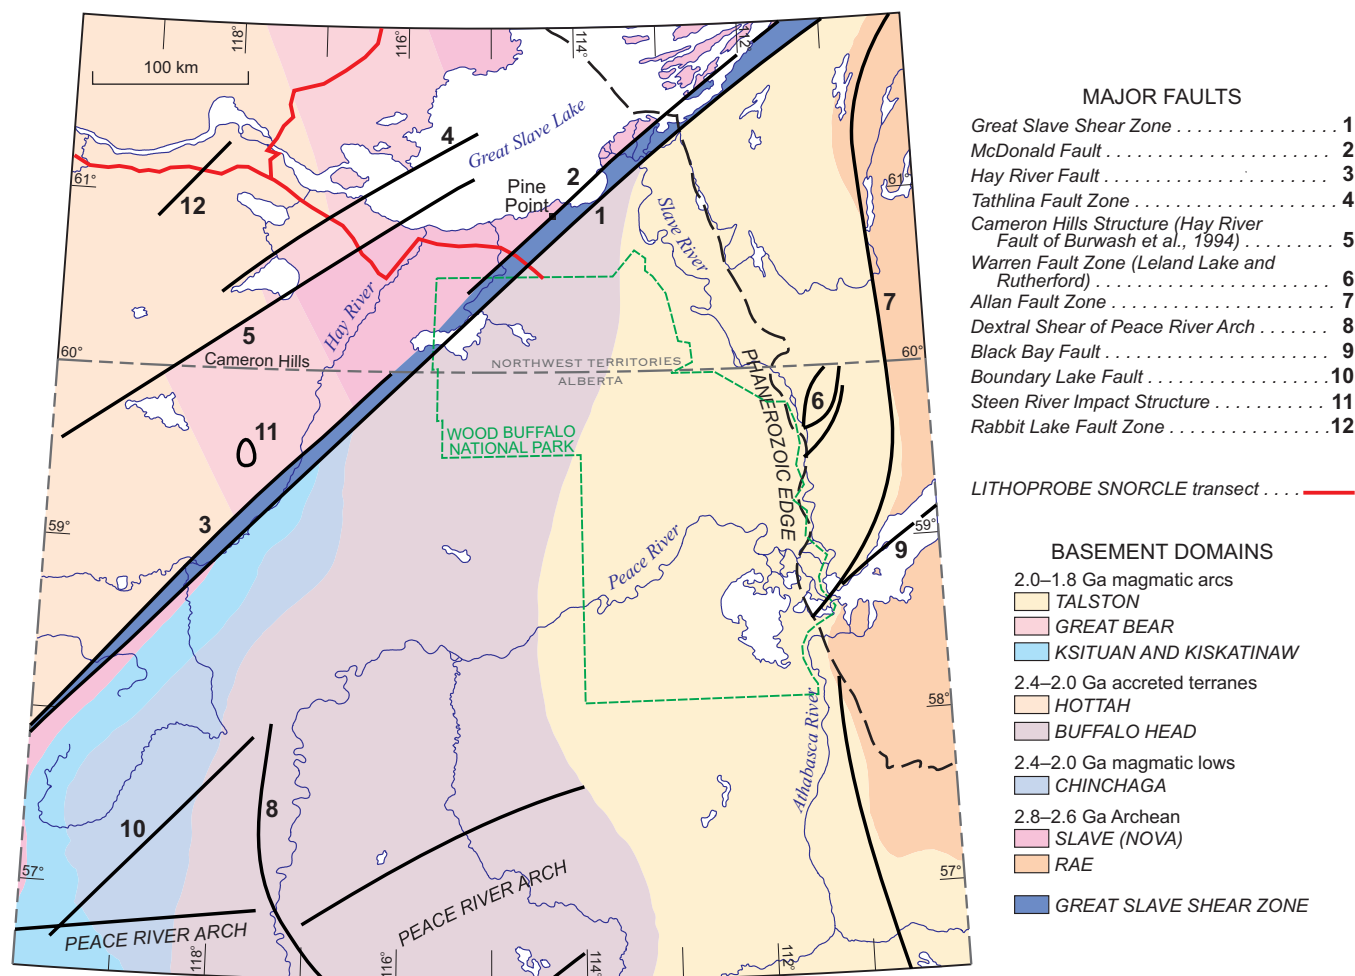 118°
116°
114°
112°
100 km
4
Great Slave Lake
12
61°
Pine
Point
2
1
Slave River
61°
5
Hay River
Cameron Hills
60°
NORTHWEST TERRITORIES
ALBERTA
7
60°
PHANEROZOIC EDGE
6
11
WOOD BUFFALO
NATIONAL PARK
3
59°
Peace River
9
59°
58°
Athabasca River
10
8
57°
57°
PEACE RIVER ARCH
PEACE RIVER ARCH
118°
116°
114°
112°
MAJOR FAULTS
Great Slave Shear Zone . . . . . . . . . . . . . . . . 1
McDonald Fault . . . . . . . . . . . . . . . . . . . . . . 2
Hay River Fault . . . . . . . . . . . . . . . . . . . . . . 3
Tathlina Fault Zone . . . . . . . . . . . . . . . . . . . 4
Cameron Hills Structure (Hay River
Fault of Burwash et al., 1994) . . . . . . . . . 5
Warren Fault Zone (Leland Lake and
Rutherford) . . . . . . . . . . . . . . . . . . . . . . 6
Allan Fault Zone . . . . . . . . . . . . . . . . . . . . . 7
Dextral Shear of Peace River Arch . . . . . . 8
Black Bay Fault . . . . . . . . . . . . . . . . . . . . . 9
Boundary Lake Fault . . . . . . . . . . . . . . . . . 10
Steen River Impact Structure . . . . . . . . . . . 11
Rabbit Lake Fault Zone . . . . . . . . . . . . . . . 12
LITHOPROBE SNORCLE transect . . . .
BASEMENT DOMAINS
2.0–1.8 Ga magmatic arcs
TALSTON
GREAT BEAR
KSITUAN AND KISKATINAW
2.4–2.0 Ga accreted terranes
HOTTAH
BUFFALO HEAD
2.4–2.0 Ga magmatic lows
CHINCHAGA
2.8–2.6 Ga Archean
SLAVE (NOVA)
RAE
GREAT SLAVE SHEAR ZONE